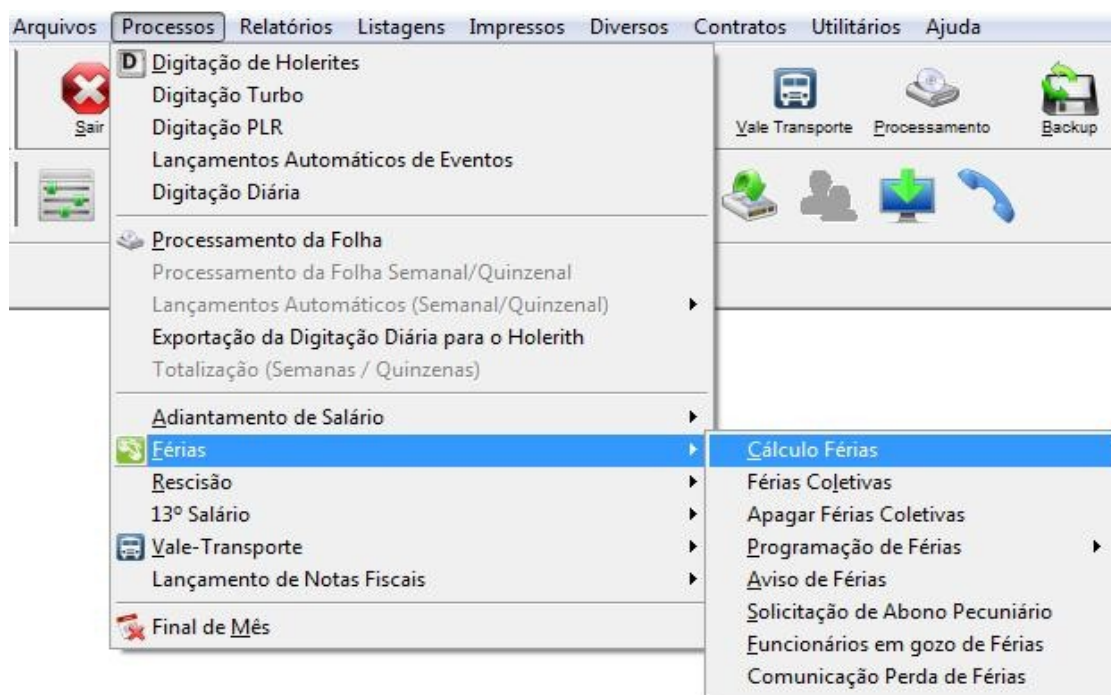 Arquivos Processos Relatórios Listagens Impressos Diversos Contratos Utilitários Ajuda
Sair
Vale Transporte Processamento Backup
D Digitação de Holerites
Digitação Turbo
Digitação PLR
Lançamentos Automáticos de Eventos
Digitação Diária
Processamento da Folha
Processamento da Folha Semanal/Quinzenal
Lançamentos Automáticos (Semanal/Quinzenal)
Exportação da Digitação Diária para o Holerith
Totalização (Semanas / Quinzenas)
Adiantamento de Salário
Férias
Rescisão
13º Salário
Vale-Transporte
Lançamento de Notas Fiscais
Final de Mês
Cálculo Férias
Férias Coletivas
Apagar Férias Coletivas
Programação de Férias
Aviso de Férias
Solicitação de Abono Pecuniário
Funcionários em gozo de Férias
Comunicação Perda de Férias